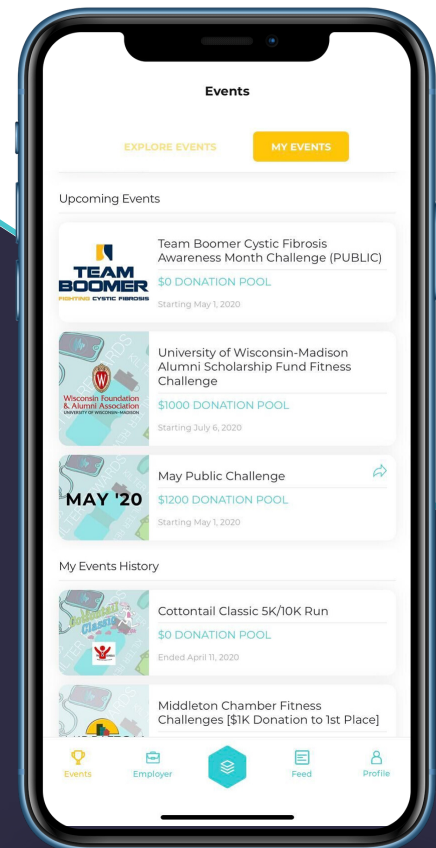 Events
EXPLORE EVENTS
MY EVENTS
Upcoming Events
TEAM
BOOMER
FIGHTING CYSTIC FIBROSIS
Team Boomer Cystic Fibrosis
Awareness Month Challenge (PUBLIC)
$0 DONATION POOL
Starting May 1, 2020
W
Wisconsin Foundation
& Alumni Association
UNIVERSITY OF WISCONSIN-MADISON
University of Wisconsin-Madison
Alumni Scholarship Fund Fitness
Challenge
$1000 DONATION POOL
Starting July 6, 2020
MAY '20
May Public Challenge
$1200 DONATION POOL
Starting May 1, 2020
My Events History
Cottontail
Classic
Cottontail Classic 5K/10K Run
$0 DONATION POOL
Ended April 11, 2020
Middleton Chamber Fitness
Challenges [$1K Donation to 1st Place]
Events
Employer
Feed
Profile